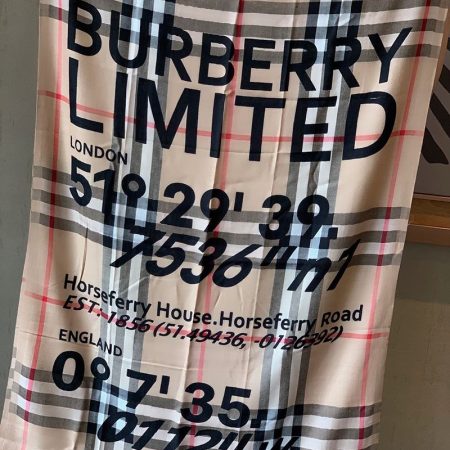 BURBERRY
LIMITED
LONDON
51° 29' 39.
7536"n1
Horseferry House.Horseferry Road
EST. 1856 (51.49436, -0126392)
ENGLAND
0° 7' 35.